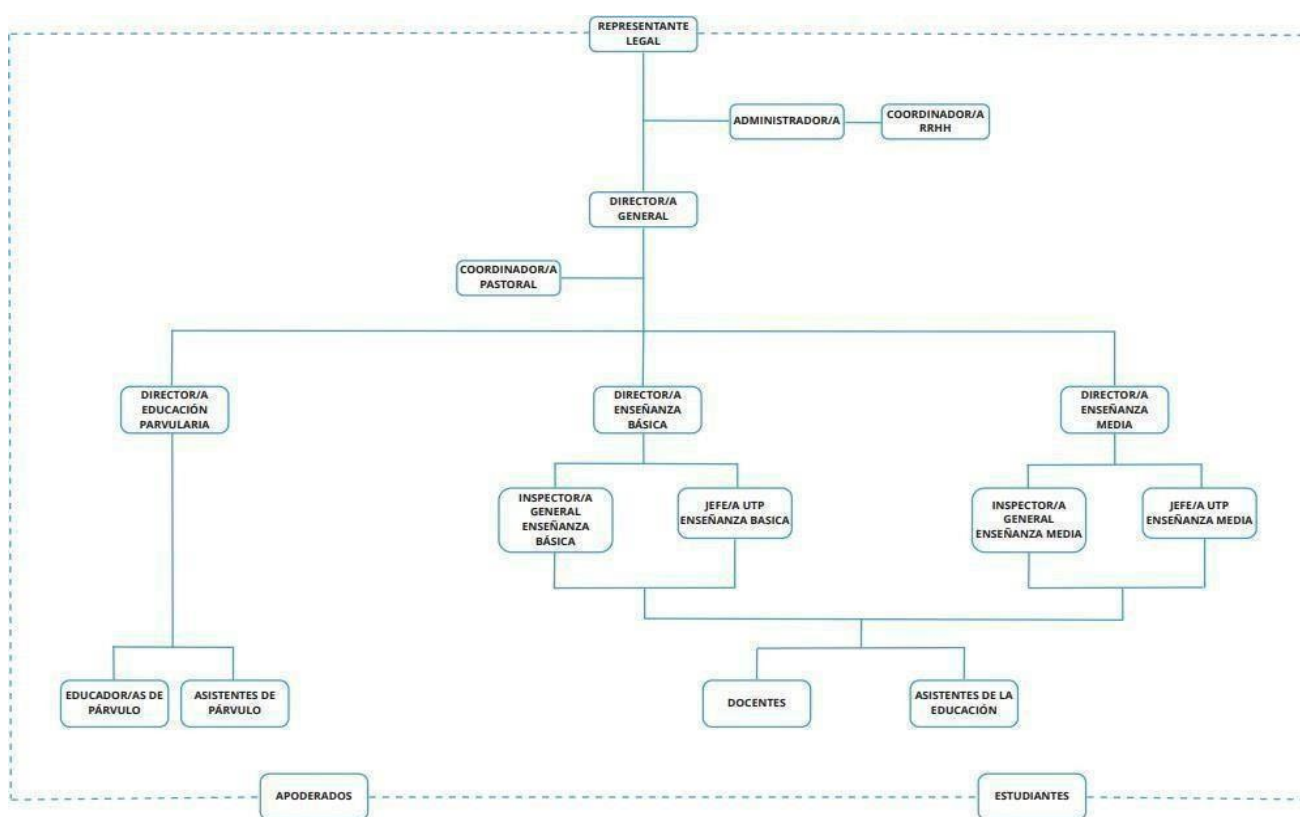 REPRESENTANTE
LEGAL
ADMINISTRADOR/A
COORDINADOR/A
RRHH
DIRECTOR/A
GENERAL
COORDINADOR/A
PASTORAL
DIRECTOR/A
EDUCACIÓN
PARVULARIA
DIRECTOR/A
ENSEÑANZA
BÁSICA
DIRECTOR/A
ENSEÑANZA
MEDIA
INSPECTOR/A
GENERAL
ENSEÑANZA
BÁSICA
JEFE/A UTP
ENSEÑANZA BASICA
INSPECTOR/A
GENERAL
ENSEÑANZA MEDIA
JEFE/A UTP
ENSEÑANZA MEDIA
EDUCADOR/AS DE
PÁRVULO
ASISTENTES DE
PÁRVULO
DOCENTES
ASISTENTES DE LA
EDUCACIÓN
APODERADOS
ESTUDIANTES